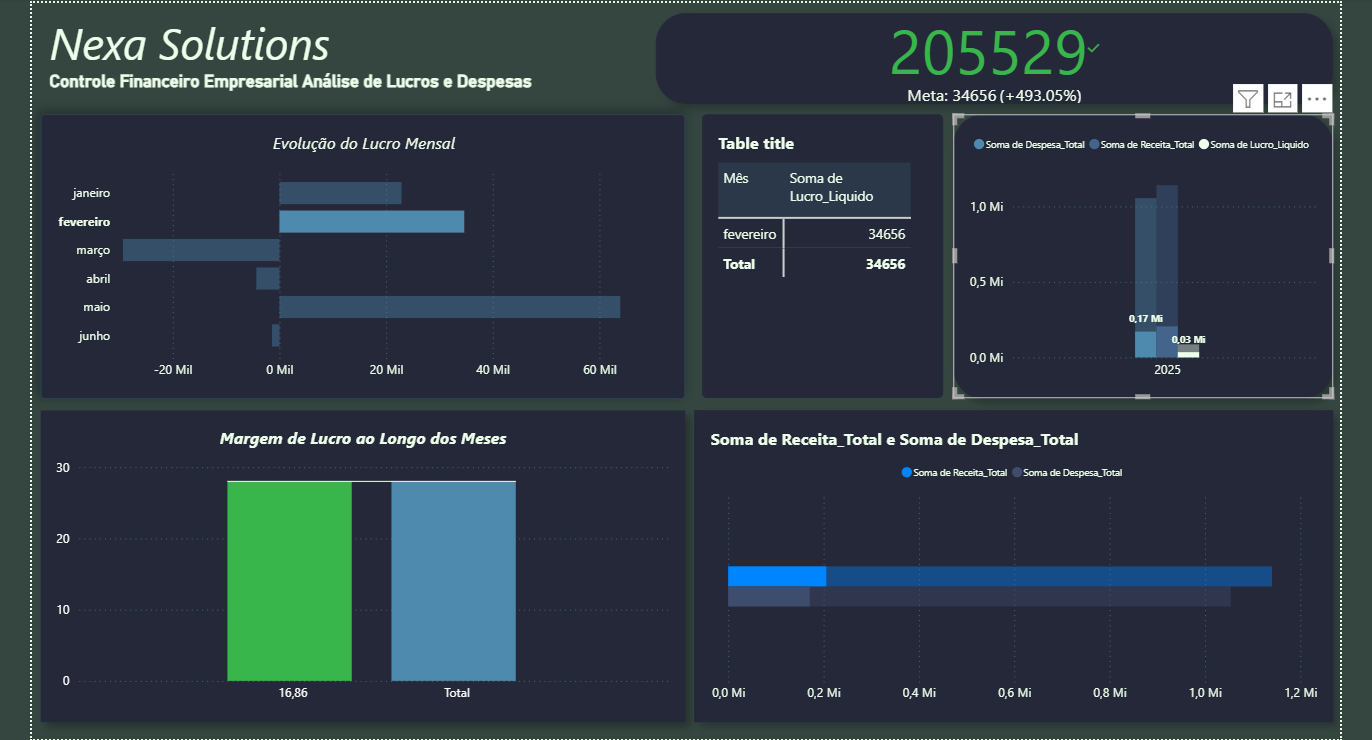 Nexa Solutions
Controle Financeiro Empresarial Análise de Lucros e Despesas
205529
Meta: 34656 (+493.05%)
Evolução do Lucro Mensal
janeiro
fevereiro
março
abril
maio
junho
-20 Mil
0 Mil
20 Mil
40 Mil
60 Mil
Table title
Mês
Soma de
Lucro_Liquido
fevereiro 34656
Total 34656
Soma de Despesa_Total Soma de Receita_Total Soma de Lucro_Liquido
1,0 Mi
0,5 Mi
0,0 Mi
0,17 Mi
0,03 Mi
2025
Margem de Lucro ao Longo dos Meses
30
20
10
0
16,86
Total
Soma de Receita_Total e Soma de Despesa_Total
Soma de Receita_Total Soma de Despesa_Total
0,0 Mi
0,2 Mi
0,4 Mi
0,6 Mi
0,8 Mi
1,0 Mi
1,2 Mi